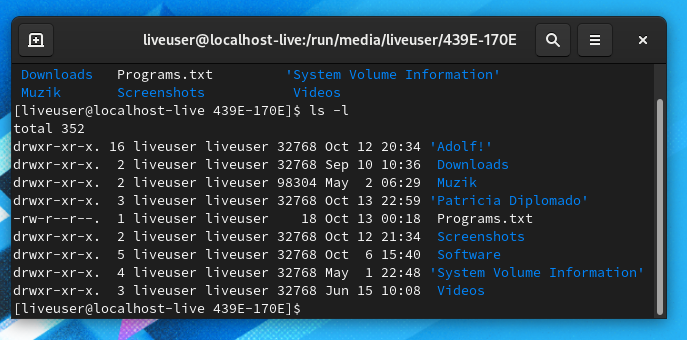 liveuser@localhost-live:/run/media/liveuser/439E-170E
Downloads   Programs.txt         'System Volume Information'
Muzik       Screenshots           Videos
[liveuser@localhost-live 439E-170E]$ ls -l
total 352
drwxr-xr-x. 16 liveuser liveuser 32768 Oct 12 20:34 'Adolf!'
drwxr-xr-x.  2 liveuser liveuser 32768 Sep 10 10:36  Downloads
drwxr-xr-x.  2 liveuser liveuser 98304 May  2 06:29  Muzik
drwxr-xr-x.  3 liveuser liveuser 32768 Oct 13 22:59 'Patricia Diplomado'
-rw-r--r--.  1 liveuser liveuser    18 Oct 13 00:18  Programs.txt
drwxr-xr-x.  2 liveuser liveuser 32768 Oct 12 21:34  Screenshots
drwxr-xr-x.  5 liveuser liveuser 32768 Oct  6 15:40  Software
drwxr-xr-x.  4 liveuser liveuser 32768 May  1 22:48 'System Volume Information'
drwxr-xr-x.  3 liveuser liveuser 32768 Jun 15 10:08  Videos
[liveuser@localhost-live 439E-170E]$